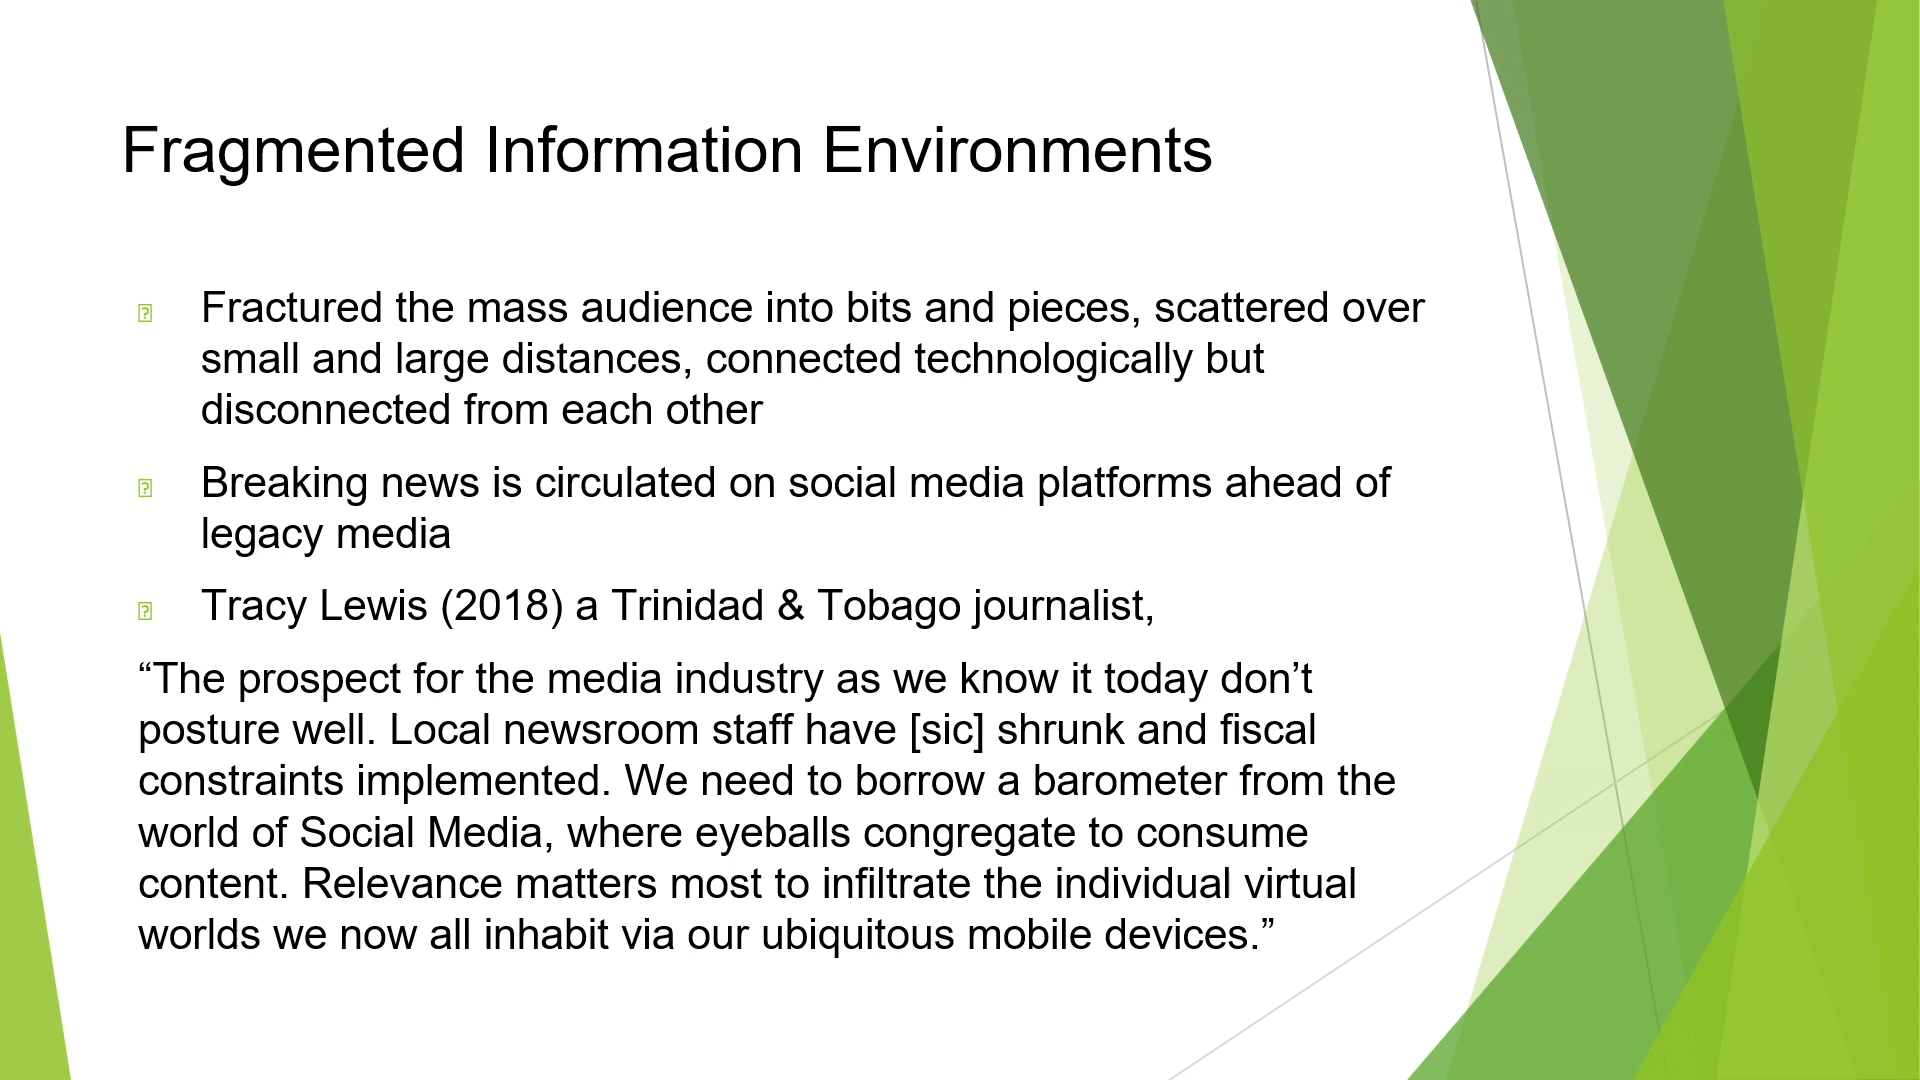 Fragmented Information Environments
Fractured the mass audience into bits and pieces, scattered over
small and large distances, connected technologically but
disconnected from each other
Breaking news is circulated on social media platforms ahead of
legacy media
Tracy Lewis (2018) a Trinidad & Tobago journalist,
“The prospect for the media industry as we know it today don’t
posture well. Local newsroom staff have [sic] shrunk and fiscal
constraints implemented. We need to borrow a barometer from the
world of Social Media, where eyeballs congregate to consume
content. Relevance matters most to infiltrate the individual virtual
worlds we now all inhabit via our ubiquitous mobile devices.”